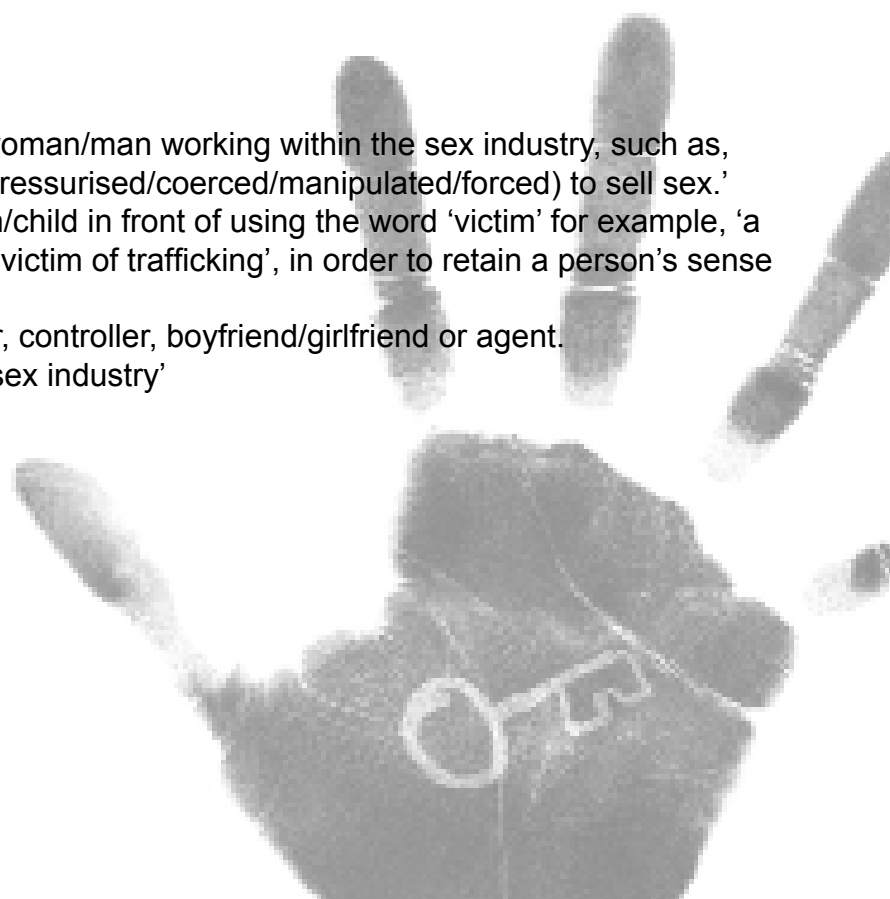 woman/man working within the sex industry, such as,
ressurised/coerced/manipulated/forced) to sell sex.’
/child in front of using the word ‘victim’ for example, ‘a
victim of trafficking’, in order to retain a person’s sense
, controller, boyfriend/girlfriend or agent.
sex industry’